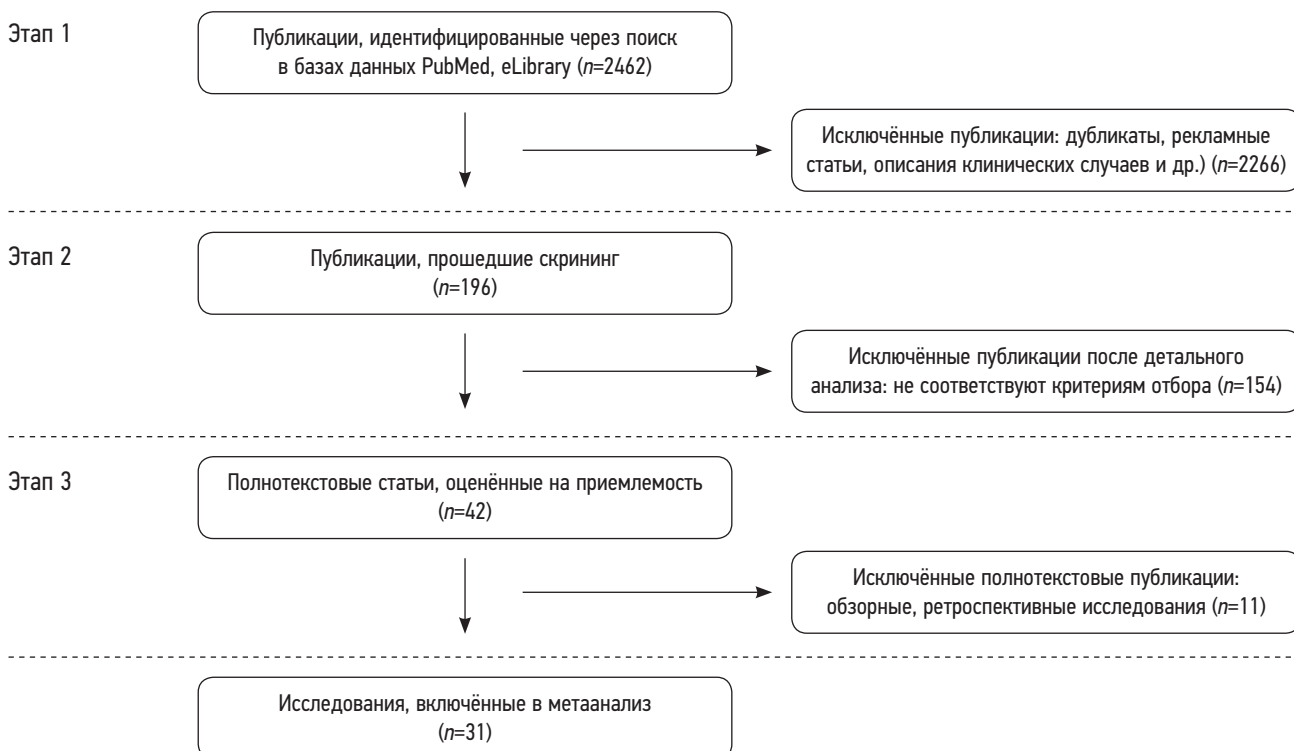 Этап 1
Публикации, идентифицированные через поиск
в базах данных PubMed, eLibrary (n=2462)
Исключённые публикации: дубликаты, рекламные
статьи, описания клинических случаев и др.) (n=2266)
Этап 2
Публикации, прошедшие скрининг
(n=196)
Исключённые публикации после детального
анализа: не соответствуют критериям отбора (n=154)
Этап 3
Полнотекстовые статьи, оценённые на приемлемость
(n=42)
Исключённые полнотекстовые публикации:
обзорные, ретроспективные исследования (n=11)
Исследования, включённые в метаанализ
(n=31)